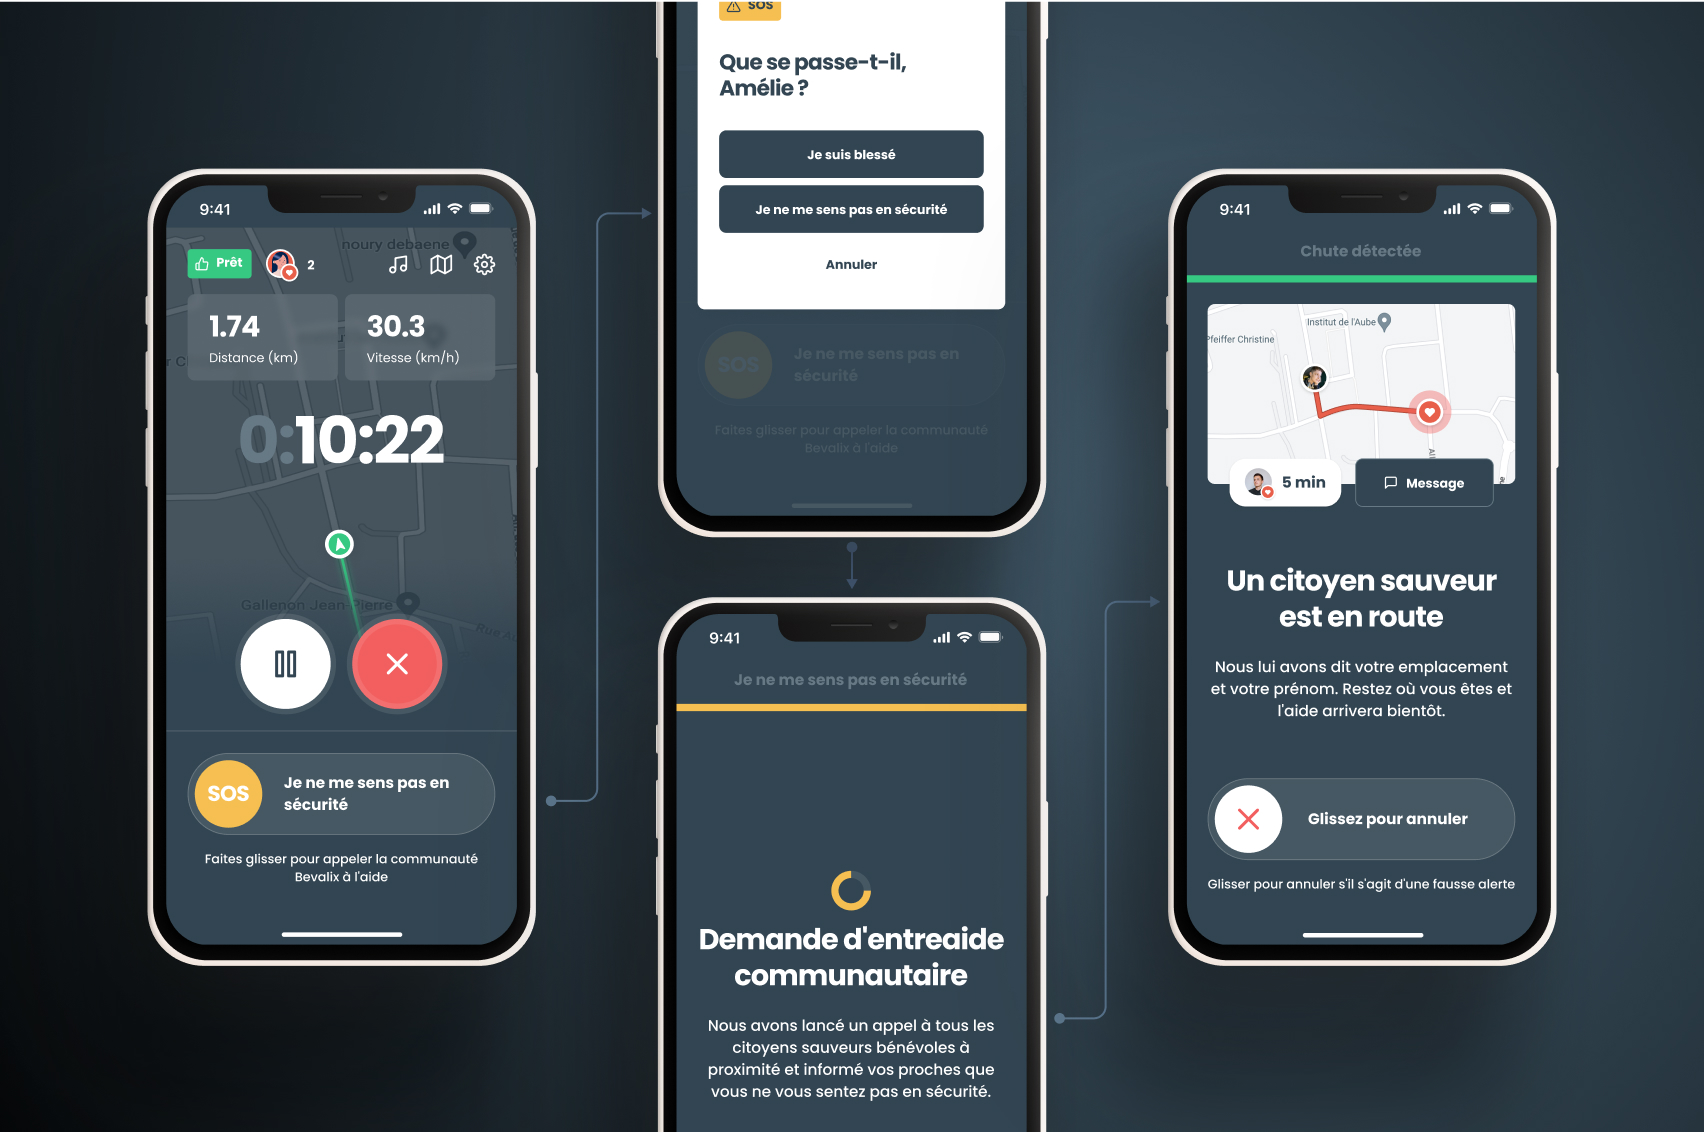 9:41
noury debaene
Prêt
2
1.74
Distance (km)
30.3
Vitesse (km/h)
0:10:22
Gallenon Jean-Pierre
Rue Au
SOS
Je ne me sens pas en
sécurité
Faites glisser pour appeler la communauté
Bevalix à l'aide
SOS
Que se passe-t-il,
Amélie ?
Je suis blessé
Je ne me sens pas en sécurité
Annuler
SOS
Je ne me sens pas en
sécurité
Faites glisser pour appeler la communauté
Bevalix à l'aide
9:41
Je ne me sens pas en sécurité
Demande d'entreaide
communautaire
Nous avons lancé un appel à tous les
citoyens sauveurs bénévoles à
proximité et informé vos proches que
vous ne vous sentez pas en sécurité.
9:41
Chute détectée
Institut de l'Aube
Pfeiffer Christine
All
5 min
Message
Un citoyen sauveur
est en route
Nous lui avons dit votre emplacement
et votre prénom. Restez où vous êtes et
l'aide arrivera bientôt.
Glissez pour annuler
Glisser pour annuler s'il s'agit d'une fausse alerte